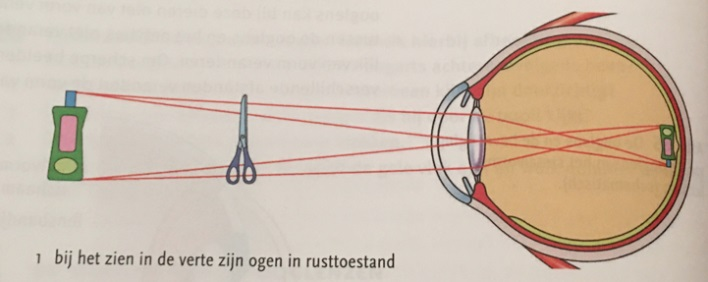 1 bij het zien in de verte zijn ogen in rusttoestand